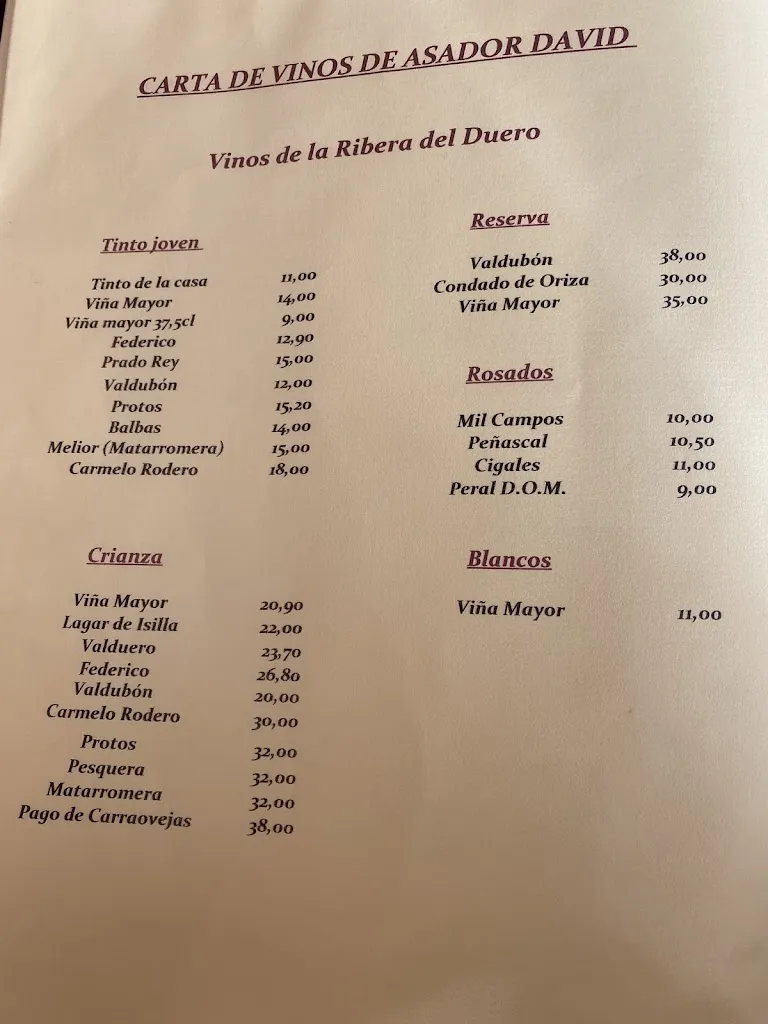 CARTA DE VINOS DE ASADOR DAVID
Vinos de la Ribera del Duero
Tinto joven
Tinto de la casa 11,00
Viña Mayor 14,00
Viña mayor 37,5cl 9,00
Federico 12,90
Prado Rey 15,00
Valdubón 12,00
Protos 15,20
Balbas 14,00
Melior (Matarromera) 15,00
Carmelo Rodero 18,00
Crianza
Viña Mayor 20,90
Lagar de Isilla 22,00
Valduero 23,70
Federico 26,80
Valdubón 20,00
Carmelo Rodero 30,00
Protos 32,00
Pesquera 32,00
Matarromera 32,00
Pago de Carraovejas 38,00
Reserva
Valdubón 38,00
Condado de Oriza 30,00
Viña Mayor 35,00
Rosados
Mil Campos 10,00
Peñascal 10,50
Cigales 11,00
Peral D.O.M. 9,00
Blancos
Viña Mayor 11,00